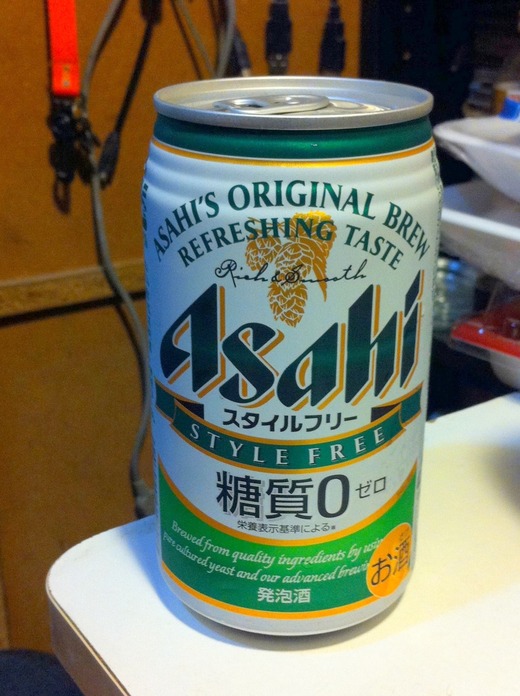 ASAHI'S ORIGINAL BREW
REFRESHING TASTE
Rich & Smooth
Asahi
スタイルフリー
STYLE FREE
糖質0ゼロ
栄養表示基準による※
Brewed from quality ingredients by
pure cultured yeast and our advanced
お酒
発泡酒